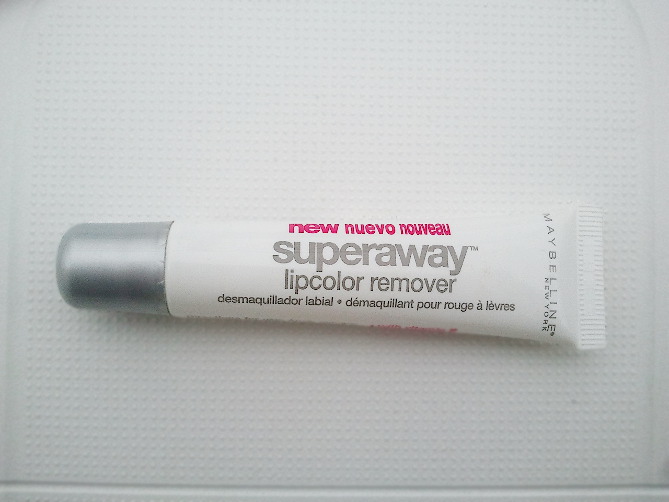 new nuevo nouveau
superaway™
lipcolor remover
desmaquillador labial • démaquillant pour rouge à lèvres
MAYBELLINE®
NEW YORK